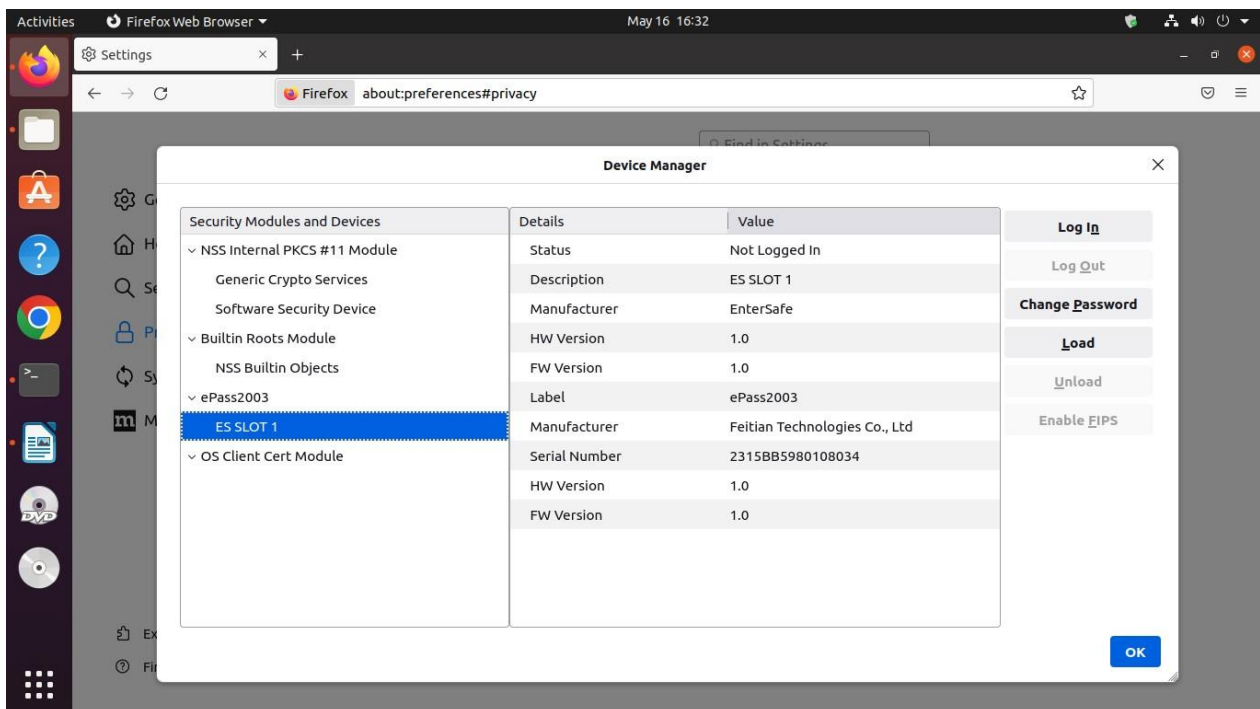 Activities Firefox Web Browser May 16 16:32
Settings
Firefox about:preferences#privacy
Find in Settings
Device Manager
Security Modules and Devices Details Value
NSS Internal PKCS #11 Module Status Not Logged In Log In
Generic Crypto Services Description ES SLOT 1 Log Out
Software Security Device Manufacturer EnterSafe Change Password
Builtin Roots Module HW Version 1.0 Load
NSS Builtin Objects FW Version 1.0 Unload
ePass2003 Label ePass2003
ES SLOT 1 Manufacturer Feitian Technologies Co., Ltd Enable FIPS
OS Client Cert Module Serial Number 2315BB5980108034
HW Version 1.0
FW Version 1.0
OK